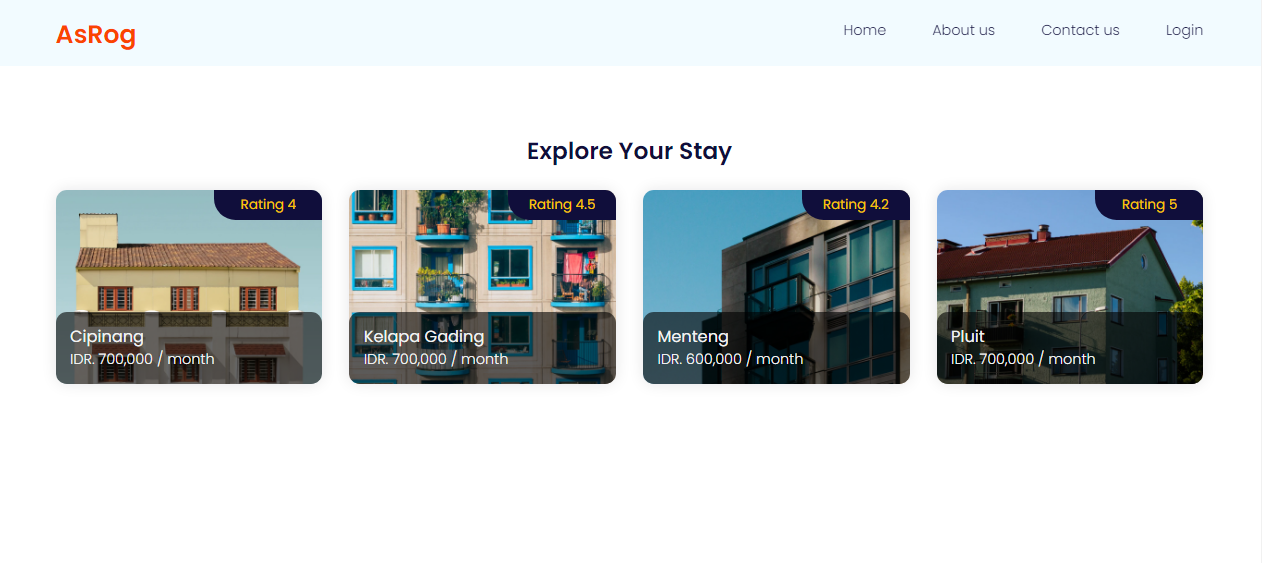 AsRog
Home
About us
Contact us
Login
Explore Your Stay
Rating 4
Cipinang
IDR. 700,000 / month
Rating 4.5
Kelapa Gading
IDR. 700,000 / month
Rating 4.2
Menteng
IDR. 600,000 / month
Rating 5
Pluit
IDR. 700,000 / month